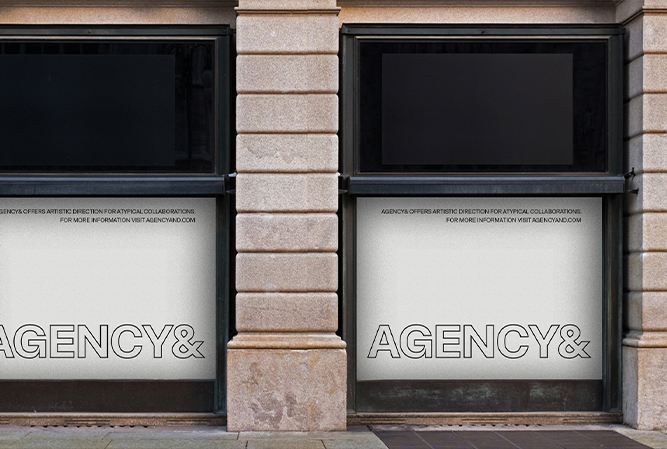 GENCY& OFFERS ARTISTIC DIRECTION FOR ATYPICAL COLLABORATIONS.
FOR MORE INFORMATION VISIT AGENCYAND.COM
AGENCY&
AGENCY& OFFERS ARTISTIC DIRECTION FOR ATYPICAL COLLABORATIONS.
FOR MORE INFORMATION VISIT AGENCYAND.COM
AGENCY&